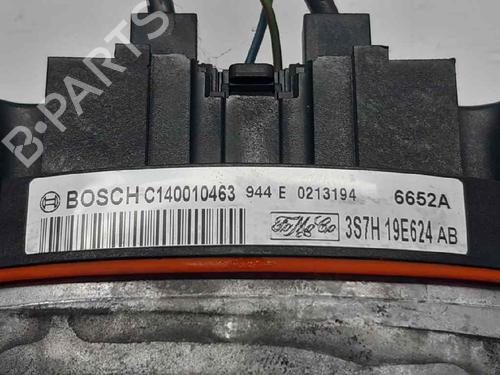 B-PARTS
BOSCH C140010463 944 E 0213194 6652A
FoMoCo 3S7H 19E624 AB